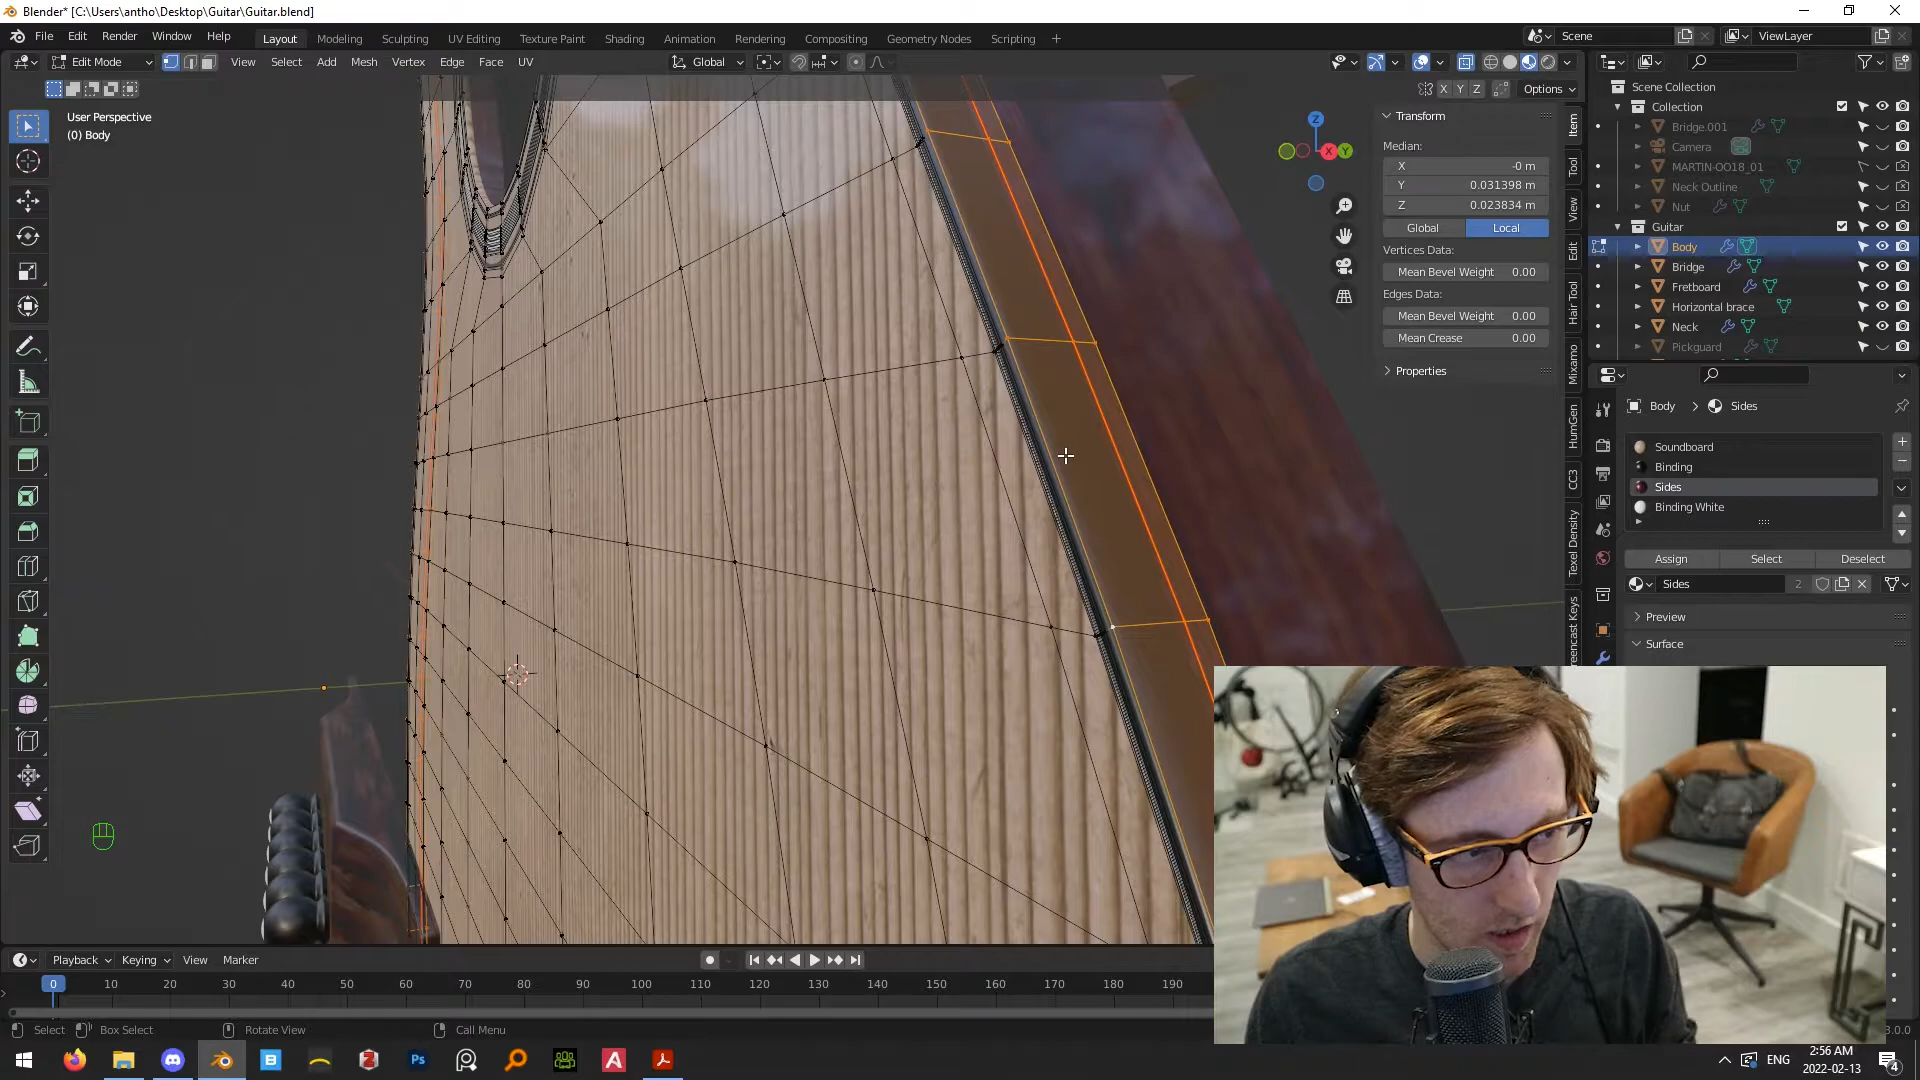 Blender* [C:\Users\antho\Desktop\Guitar\Guitar.blend]
File Edit Render Window Help Layout Modeling Sculpting UV Editing Texture Paint Shading Animation Rendering Compositing Geometry Nodes Scripting + Scene ViewLayer
Edit Mode View Select Add Mesh Vertex Edge Face UV Global
X Y Z Options
User Perspective
(0) Body
Z
X Y
Transform
Median:
X -0 m
Y 0.031398 m
Z 0.023834 m
Global Local
Vertices Data:
Mean Bevel Weight 0.00
Edges Data:
Mean Bevel Weight 0.00
Mean Crease 0.00
Properties
Item
Tool
View
Edit
Hair Tool
Mixamo
HumGen
CC3
Texel Density
Screencast Keys
Scene Collection
Collection
Bridge.001
Camera
MARTIN-OO18_01
Neck Outline
Nut
Guitar
Body
Bridge
Fretboard
Horizontal brace
Neck
Pickguard
Body > Sides
Soundboard
Binding
Sides
Binding White
Assign Select Deselect
Sides 2
Preview
Surface
Playback Keying View Marker
0 10 20 30 40 50 60 70 80 90 100 110 120 130 140 150 160 170 180 190
Select Box Select Rotate View Call Menu
3.0.0
Ps
ENG
2:56 AM
2022-02-13
4